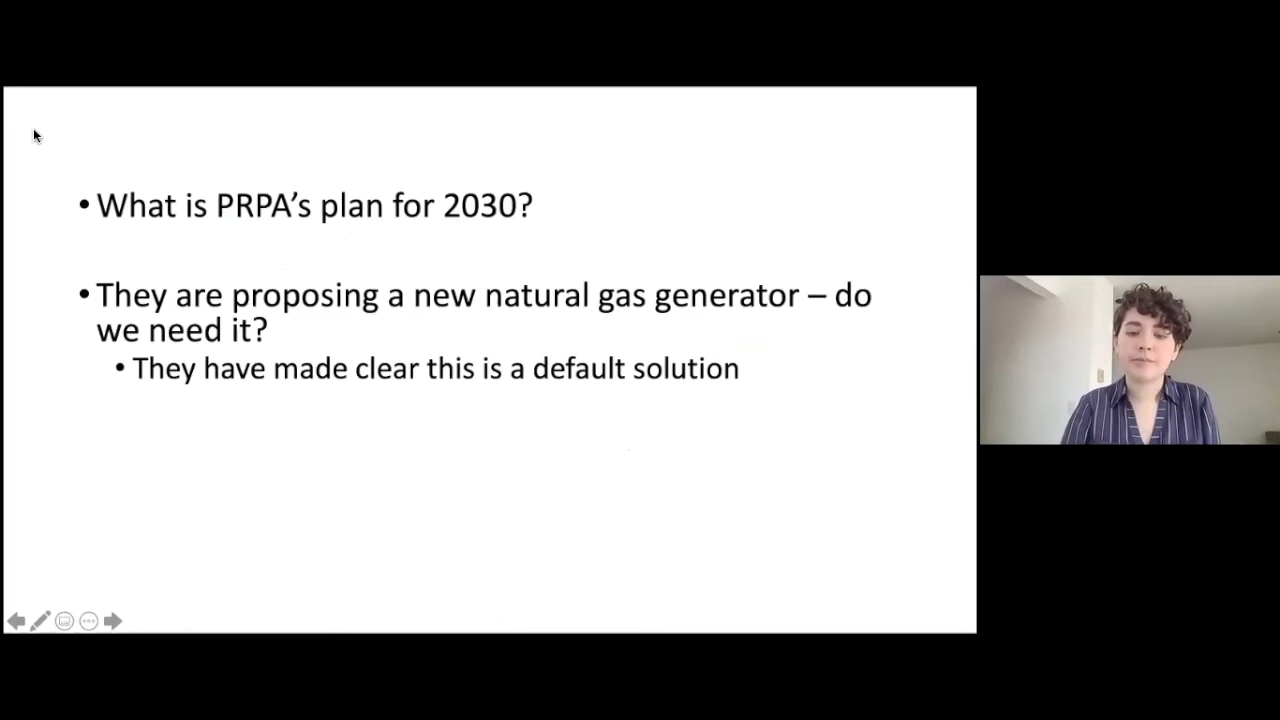 • What is PRPA’s plan for 2030?
• They are proposing a new natural gas generator – do
we need it?
• They have made clear this is a default solution